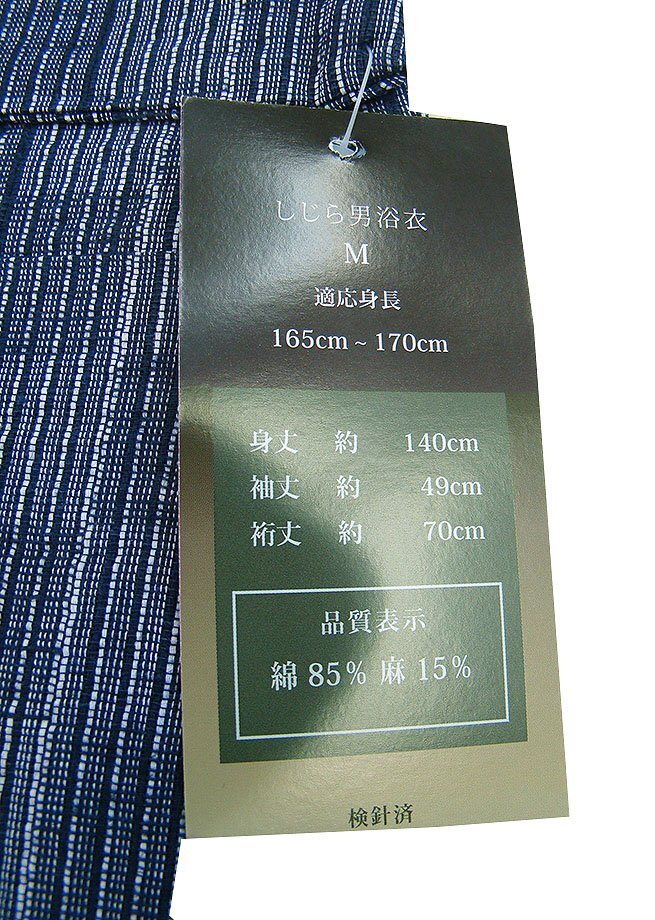 しじら男浴衣
M
適応身長
165cm ~ 170cm
身丈 約 140cm
袖丈 約 49cm
裄丈 約 70cm
品質表示
綿 85% 麻 15%
検針済